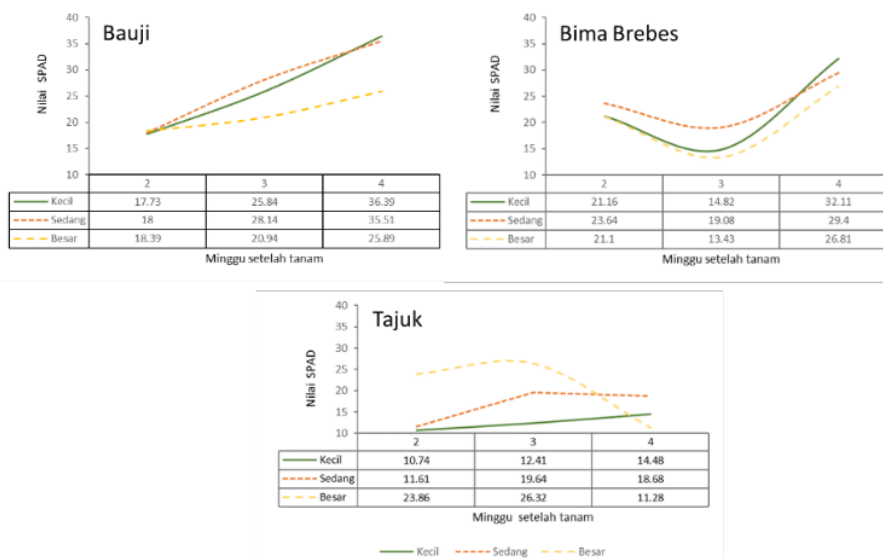 Bauji
Nilai SPAD
40
35
30
25
20
15
10
2 3 4
Kecil 17.73 25.84 36.39
Sedang 18 28.14 35.51
Besar 18.39 20.94 25.89
Minggu setelah tanam
Bima Brebes
Nilai SPAD
40
35
30
25
20
15
10
2 3 4
Kecil 21.16 14.82 32.11
Sedang 23.64 19.08 29.4
Besar 21.1 13.43 26.81
Minggu setelah tanam
Tajuk
Nilai SPAD
40
35
30
25
20
15
10
2 3 4
Kecil 10.74 12.41 14.48
Sedang 11.61 19.64 18.68
Besar 23.86 26.32 11.28
Minggu setelah tanam
Kecil Sedang Besar